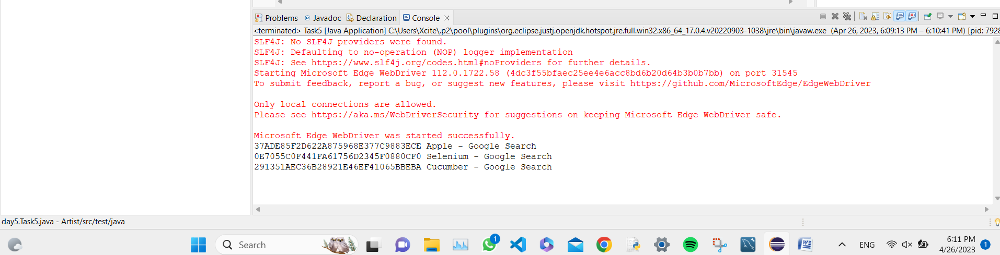 Problems @ Javadoc Declaration Console
<terminated> Task5 [Java Application] C:\Users\Xcite\.p2\pool\plugins\org.eclipse.justj.openjdk.hotspot.jre.full.win32.x86_64_17.0.4.v20220903-1038\jre\bin\javaw.exe (Apr 26, 2023, 6:09:13 PM – 6:10:41 PM) [pid: 7928
SLF4J: No SLF4J providers were found.
SLF4J: Defaulting to no-operation (NOP) logger implementation
SLF4J: See https://www.slf4j.org/codes.html#noProviders for further details.
Starting Microsoft Edge WebDriver 112.0.1722.58 (4dc3f55bfaec25ee4e6acc8bd6b20d64b3b0b7bb) on port 31545
To submit feedback, report a bug, or suggest new features, please visit https://github.com/MicrosoftEdge/EdgeWebDriver
Only local connections are allowed.
Please see https://aka.ms/WebDriverSecurity for suggestions on keeping Microsoft Edge WebDriver safe.
Microsoft Edge WebDriver was started successfully.
37ADE85F2D622A875968E377C9883ECE Apple - Google Search
0E7055C0F441FA61756D2345F0880CF0 Selenium - Google Search
291351AEC36B28921E46EF41065BBEBA Cucumber - Google Search
day5.Task5.java - Artist/src/test/java
Search
1
ENG
6:11 PM
4/26/2023
1